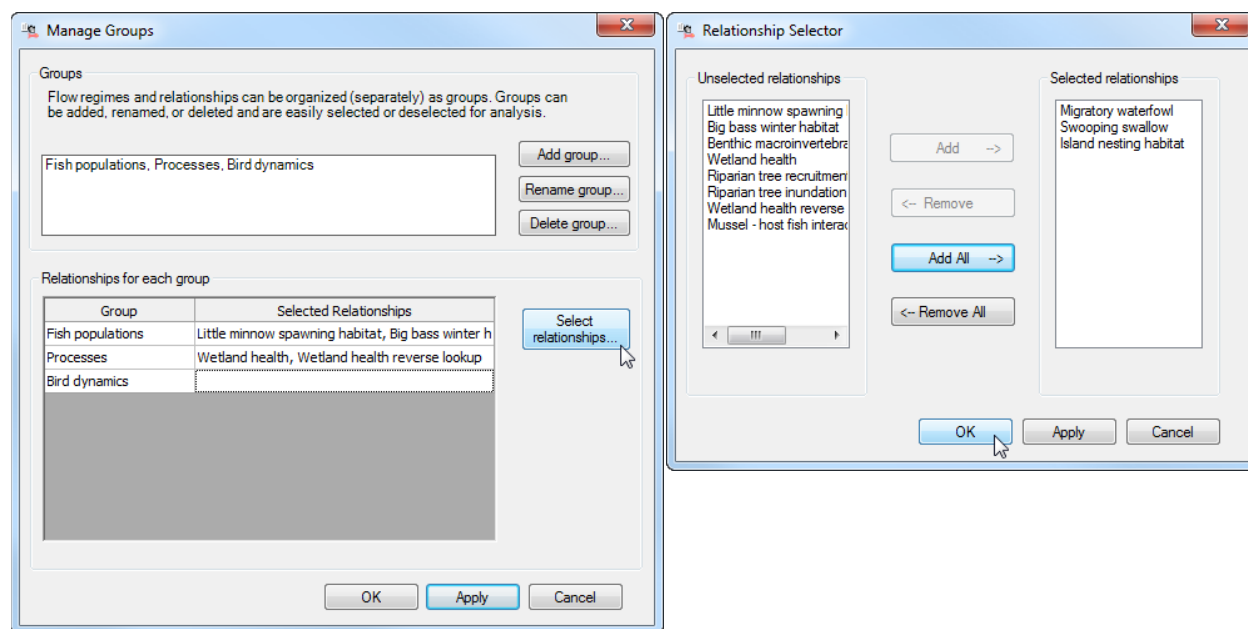 Manage Groups
Groups
Flow regimes and relationships can be organized (separately) as groups. Groups can
be added, renamed, or deleted and are easily selected or deselected for analysis.
Fish populations, Processes, Bird dynamics
Add group...
Rename group...
Delete group...
Relationships for each group
Group Selected Relationships
Fish populations Little minnow spawning habitat, Big bass winter h
Processes Wetland health, Wetland health reverse lookup
Bird dynamics
Select
relationships...
OK Apply Cancel
Relationship Selector
Unselected relationships
Little minnow spawning
Big bass winter habitat
Benthic macroinvertebra
Wetland health
Riparian tree recruitmen
Riparian tree inundation
Wetland health reverse
Mussel - host fish interac
Add -->
<-- Remove
Add All -->
<-- Remove All
Selected relationships
Migratory waterfowl
Swooping swallow
Island nesting habitat
OK Apply Cancel